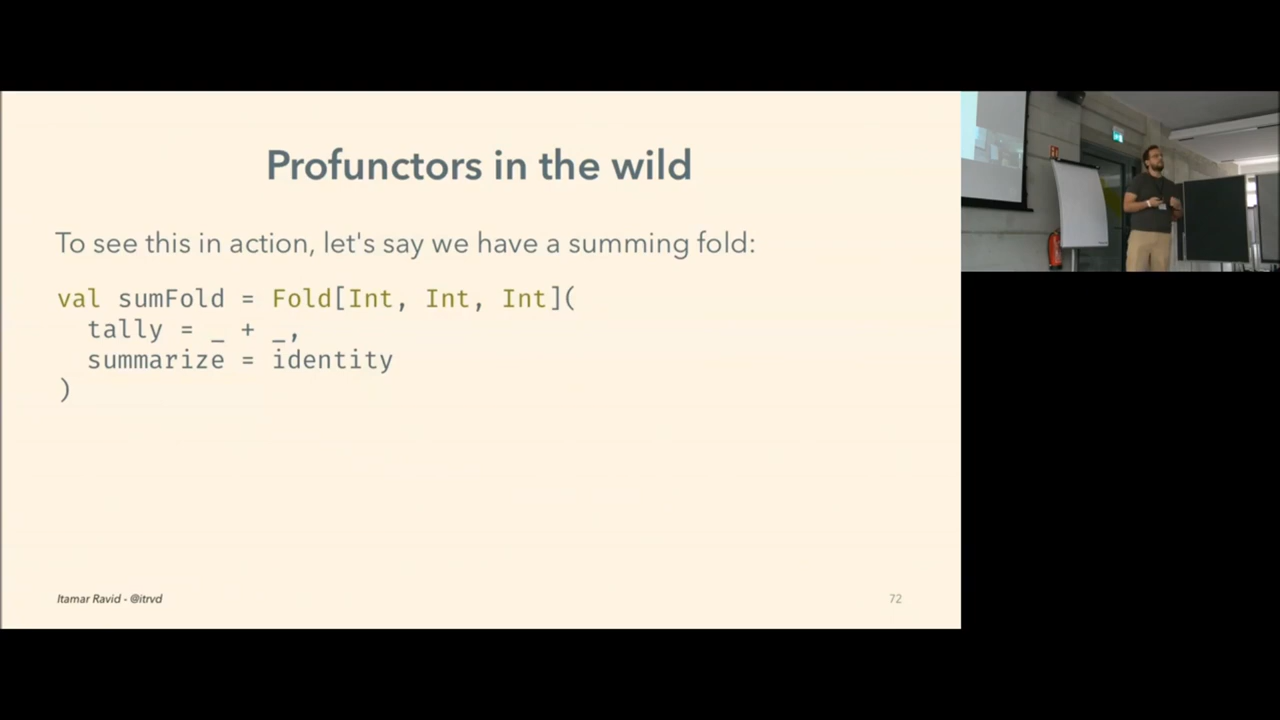 Profunctors in the wild
To see this in action, let's say we have a summing fold:
val sumFold = Fold[Int, Int, Int](
  tally = _ + _,
  summarize = identity
)
Itamar Ravid - @itrvd
72